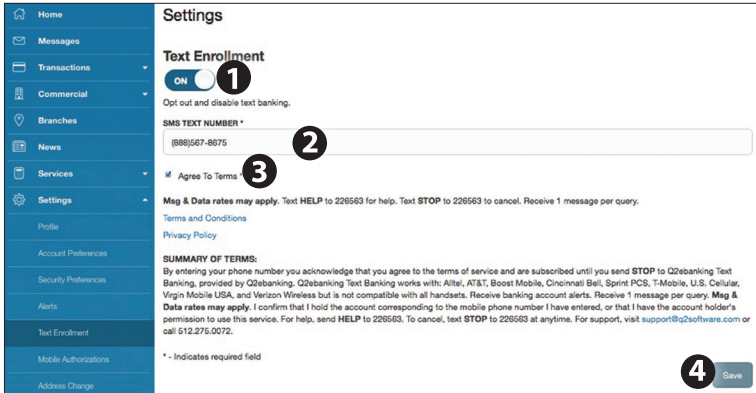 Home
Messages
Transactions
Commercial
Branches
News
Services
Settings
Profile
Account Preferences
Security Preferences
Alerts
Text Enrollment
Mobile Authorizations
Address Change
Settings
Text Enrollment
ON
1
Opt out and disable text banking.
SMS TEXT NUMBER *
(888)567-8675
2
Agree To Terms *
3
Msg & Data rates may apply. Text HELP to 226563 for help. Text STOP to 226563 to cancel. Receive 1 message per query.
Terms and Conditions
Privacy Policy
SUMMARY OF TERMS:
By entering your phone number you acknowledge that you agree to the terms of service and are subscribed until you send STOP to Q2ebanking Text
Banking, provided by Q2ebanking. Q2ebanking Text Banking works with: Alltel, AT&T, Boost Mobile, Cincinnati Bell, Sprint PCS, T-Mobile, U.S. Cellular,
Virgin Mobile USA, and Verizon Wireless but is not compatible with all handsets. Receive banking account alerts. Receive 1 message per query. Msg &
Data rates may apply. I confirm that I hold the account corresponding to the mobile phone number I have entered, or that I have the account holder's
permission to use this service. For help, send HELP to 226563. To cancel, text STOP to 226563 at anytime. For support, visit support@q2software.com or
call 512.275.0072.
* - Indicates required field
4
Save